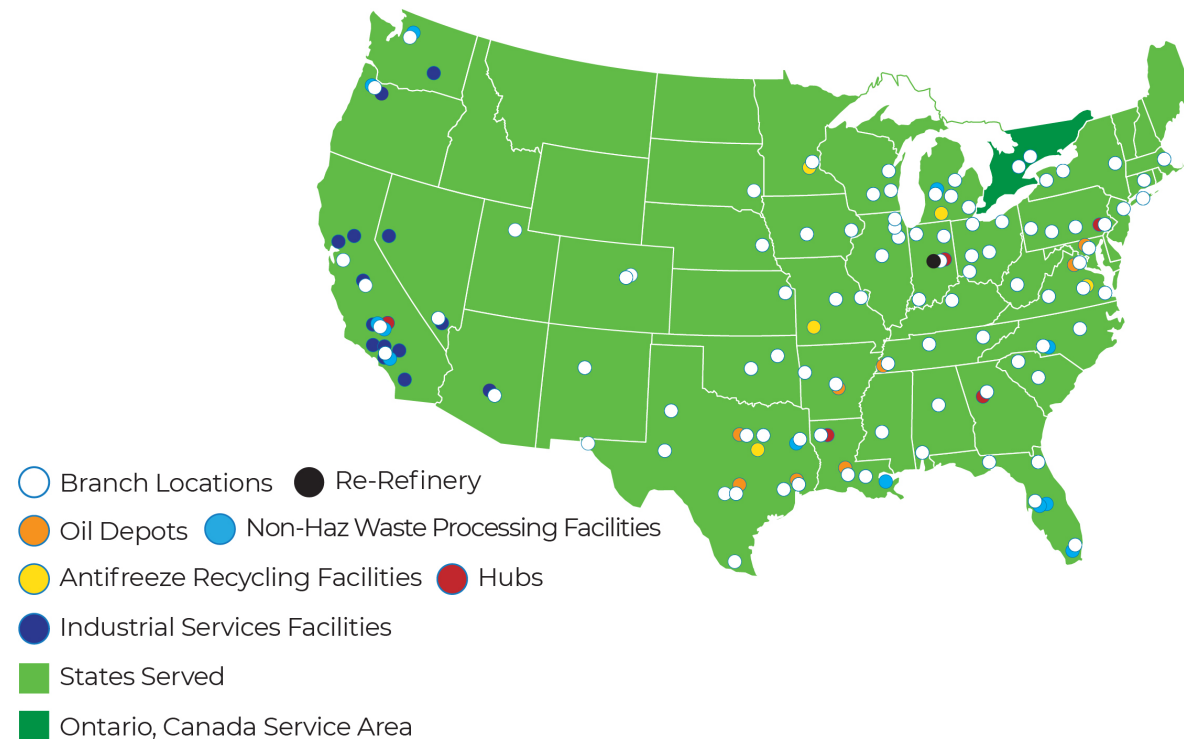 Branch Locations Re-Refinery
Oil Depots Non-Haz Waste Processing Facilities
Antifreeze Recycling Facilities Hubs
Industrial Services Facilities
States Served
Ontario, Canada Service Area